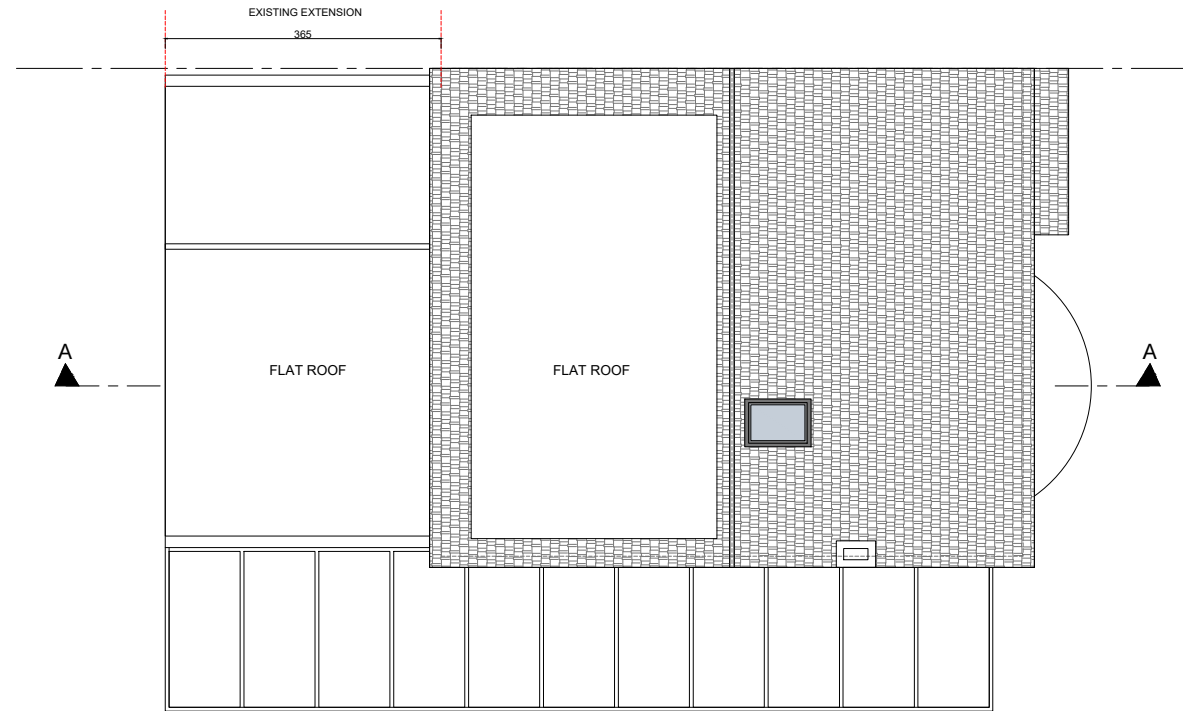 EXISTING EXTENSION
365
A
A
FLAT ROOF
FLAT ROOF